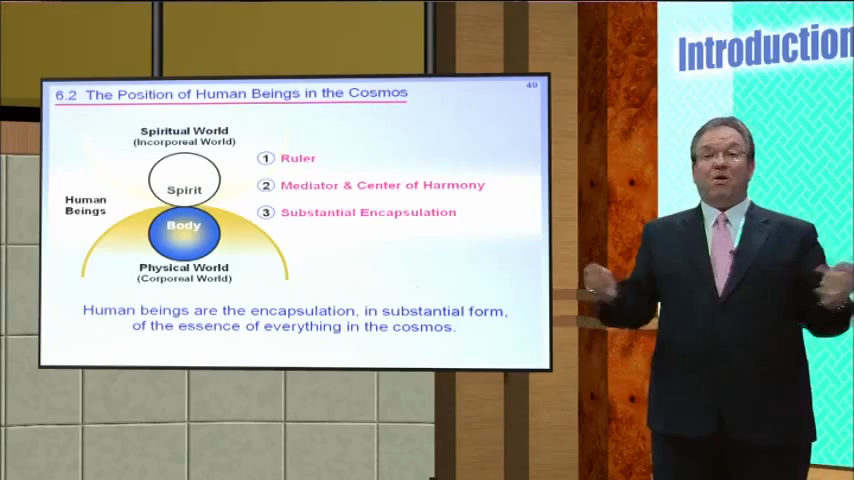 Introduction
49
6.2 The Position of Human Beings in the Cosmos
Spiritual World
(Incorporeal World)
1 Ruler
Spirit
2 Mediator & Center of Harmony
Human
Beings
3 Substantial Encapsulation
Body
Physical World
(Corporeal World)
Human beings are the encapsulation, in substantial form,
of the essence of everything in the cosmos.